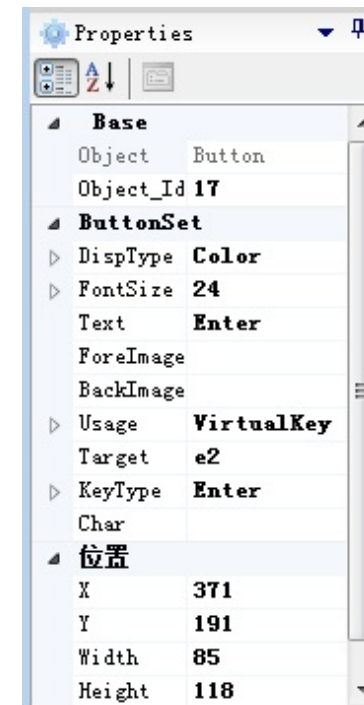 Properties
Base
Object Button
Object_Id 17
ButtonSet
DispType Color
FontSize 24
Text Enter
ForeImage
BackImage
Usage VirtualKey
Target e2
KeyType Enter
Char
位置
X 371
Y 191
Width 85
Height 118